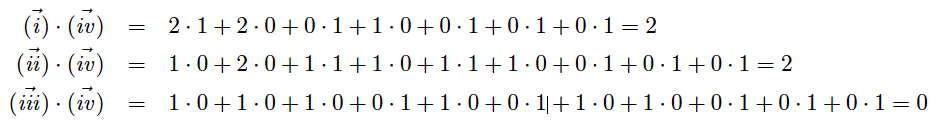 (i⃗) · (iv⃗) = 2 · 1 + 2 · 0 + 0 · 1 + 1 · 0 + 0 · 1 + 0 · 1 + 0 · 1 = 2
(ii⃗) · (iv⃗) = 1 · 0 + 2 · 0 + 1 · 1 + 1 · 0 + 1 · 1 + 1 · 0 + 0 · 1 + 0 · 1 + 0 · 1 = 2
(iii⃗) · (iv⃗) = 1 · 0 + 1 · 0 + 1 · 0 + 0 · 1 + 1 · 0 + 0 · 1 + 1 · 0 + 1 · 0 + 0 · 1 + 0 · 1 + 0 · 1 = 0